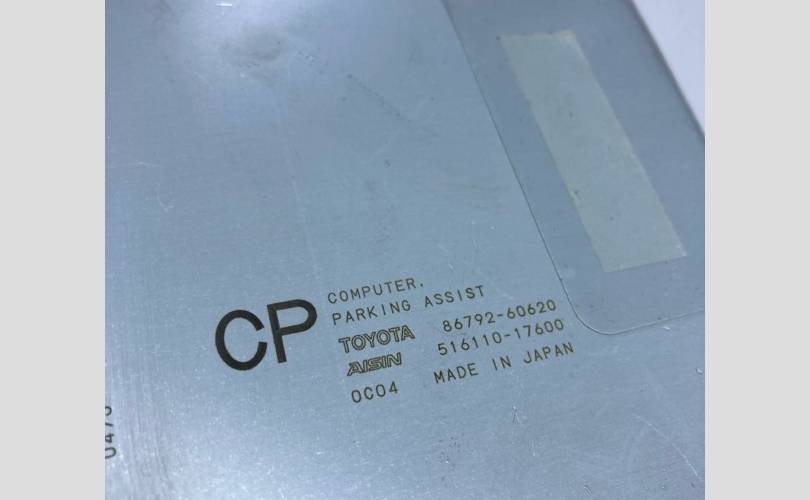 CP
COMPUTER,
PARKING ASSIST
TOYOTA 86792-60620
AISIN 516110-17600
0C04 MADE IN JAPAN